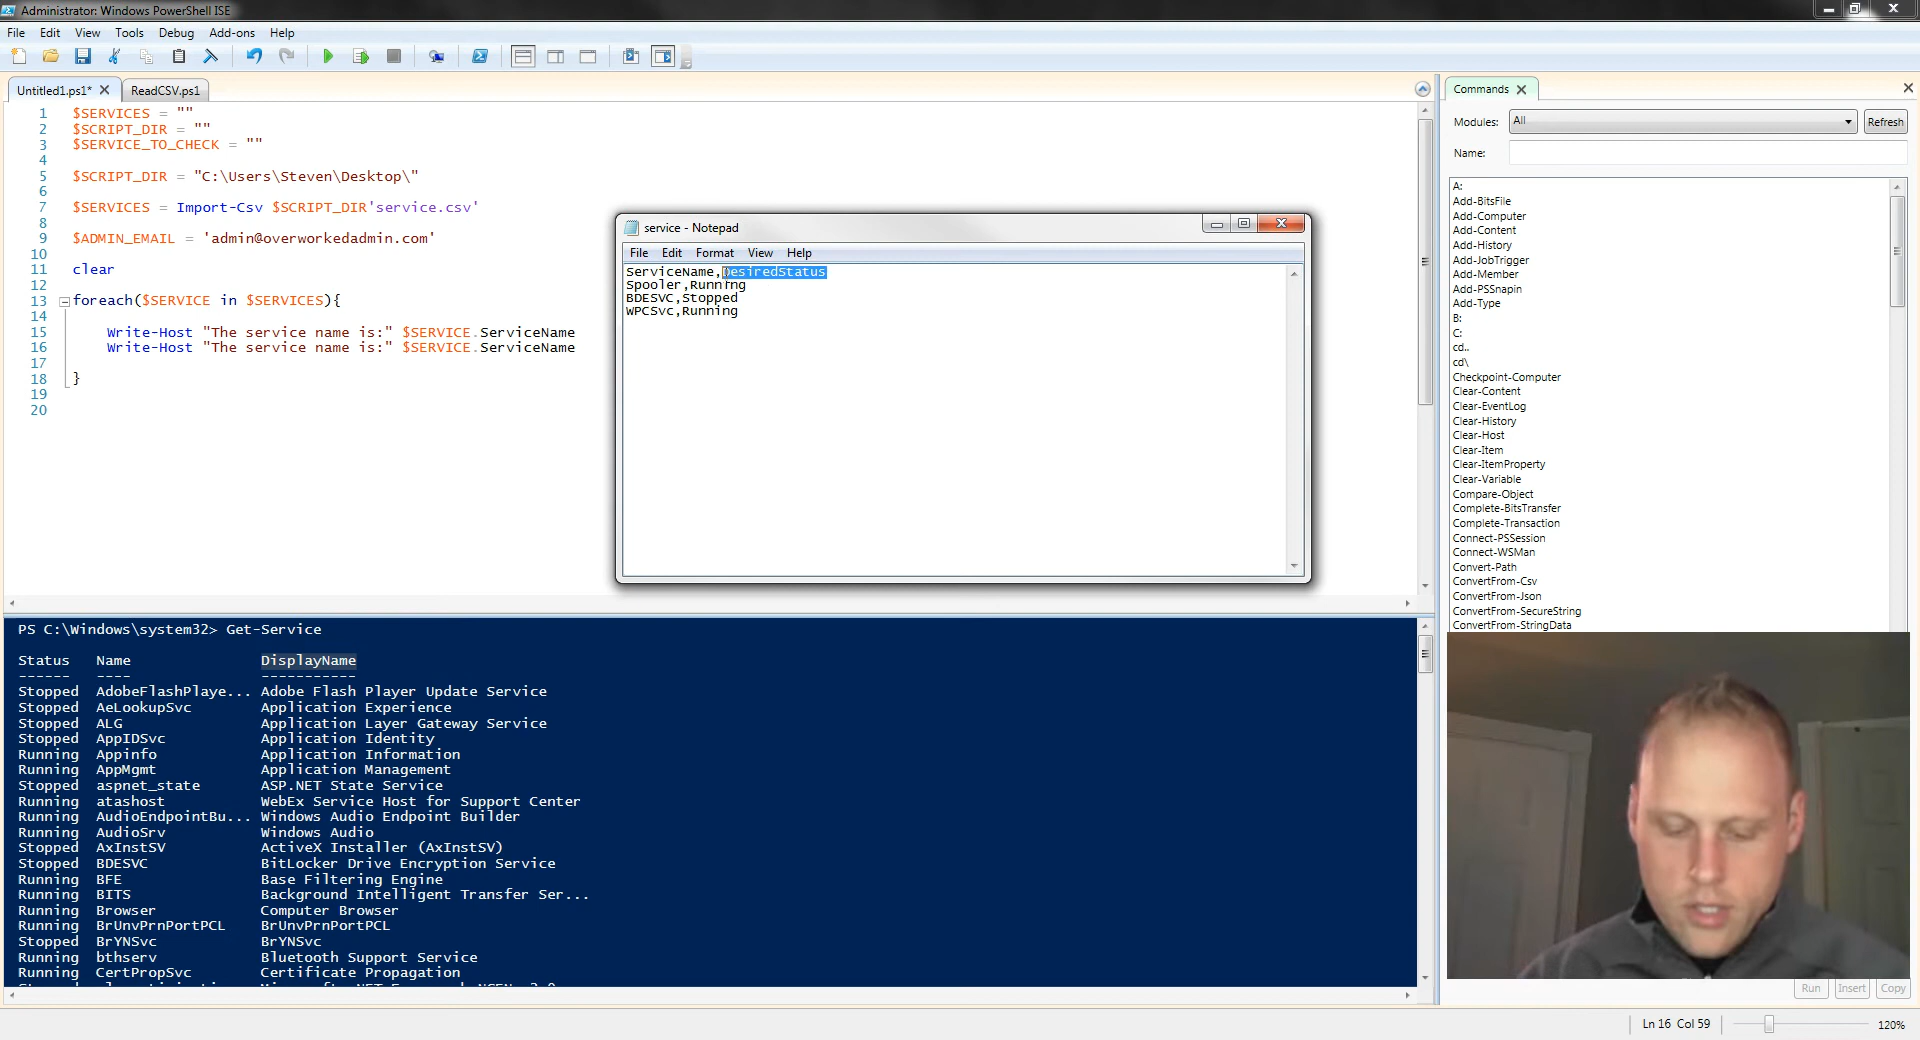 Administrator: Windows PowerShell ISE
File Edit View Tools Debug Add-ons Help
Untitled1.ps1* ReadCSV.ps1
1 $SERVICES = ""
2 $SCRIPT_DIR = ""
3 $SERVICE_TO_CHECK = ""
4
5 $SCRIPT_DIR = "C:\Users\Steven\Desktop\"
6
7 $SERVICES = Import-Csv $SCRIPT_DIR'service.csv'
8
9 $ADMIN_EMAIL = 'admin@overworkedadmin.com'
10
11 clear
12
13 foreach($SERVICE in $SERVICES){
14
15 Write-Host "The service name is:" $SERVICE.ServiceName
16 Write-Host "The service name is:" $SERVICE.ServiceName
17
18 }
19
20
service - Notepad
File Edit Format View Help
ServiceName,DesiredStatus
Spooler,Running
BDESVC,Stopped
WPCSvc,Running
PS C:\Windows\system32> Get-Service
Status Name DisplayName
------ ---- -----------
Stopped AdobeFlashPlaye... Adobe Flash Player Update Service
Stopped AeLookupSvc Application Experience
Stopped ALG Application Layer Gateway Service
Stopped AppIDSvc Application Identity
Running Appinfo Application Information
Running AppMgmt Application Management
Stopped aspnet_state ASP.NET State Service
Running atashost WebEx Service Host for Support Center
Running AudioEndpointBu... Windows Audio Endpoint Builder
Running AudioSrv Windows Audio
Stopped AxInstSV ActiveX Installer (AxInstSV)
Stopped BDESVC BitLocker Drive Encryption Service
Running BFE Base Filtering Engine
Running BITS Background Intelligent Transfer Ser...
Running Browser Computer Browser
Running BrUnvPrnPortPCL BrUnvPrnPortPCL
Stopped BrYNSvc BrYNSvc
Running bthserv Bluetooth Support Service
Running CertPropSvc Certificate Propagation
Commands
Modules: All Refresh
Name:
A:
Add-BitsFile
Add-Computer
Add-Content
Add-History
Add-JobTrigger
Add-Member
Add-PSSnapin
Add-Type
B:
C:
cd..
cd\
Checkpoint-Computer
Clear-Content
Clear-EventLog
Clear-History
Clear-Host
Clear-Item
Clear-ItemProperty
Clear-Variable
Compare-Object
Complete-BitsTransfer
Complete-Transaction
Connect-PSSession
Connect-WSMan
Convert-Path
ConvertFrom-Csv
ConvertFrom-Json
ConvertFrom-SecureString
ConvertFrom-StringData
Run Insert Copy
Ln 16 Col 59 120%